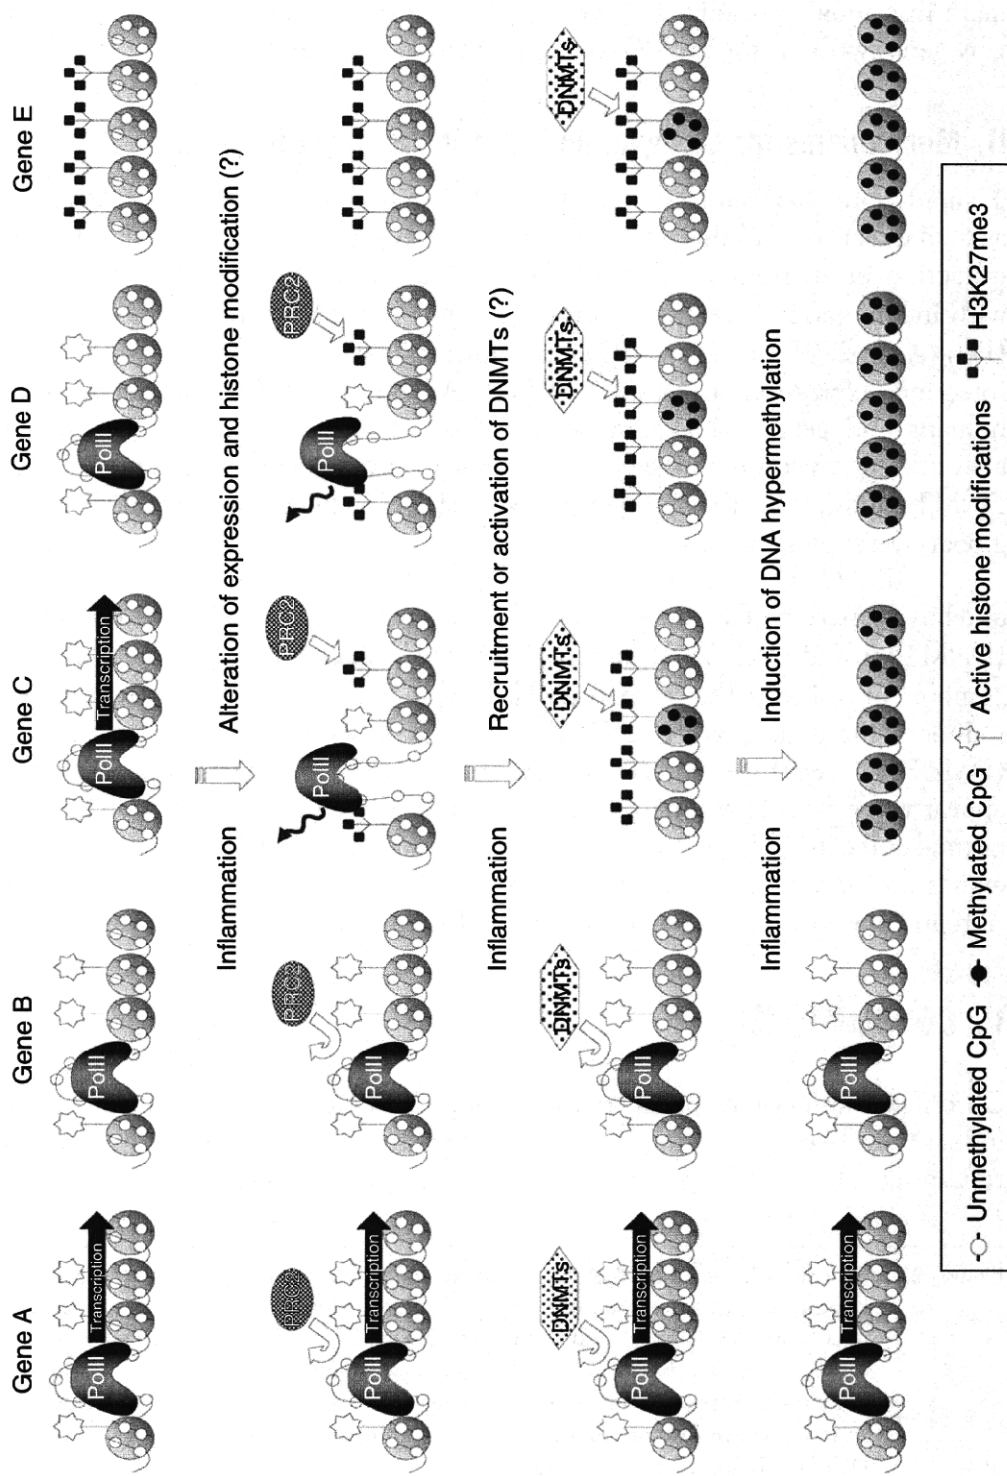 Gene A
Gene B
Gene C
Gene D
Gene E
PolII
Transcription
PolII
PolII
Transcription
PolII
Inflammation
Alteration of expression and histone modification (?)
PRC2
PRC2
PRC2
PRC2
PolII
Transcription
PolII
PolII
PolII
Inflammation
Recruitment or activation of DNMTs (?)
DNMTs
DNMTs
DNMTs
DNMTs
DNMTs
PolII
Transcription
PolII
Inflammation
Induction of DNA hypermethylation
PolII
Transcription
PolII
Unmethylated CpG
Methylated CpG
Active histone modifications
H3K27me3